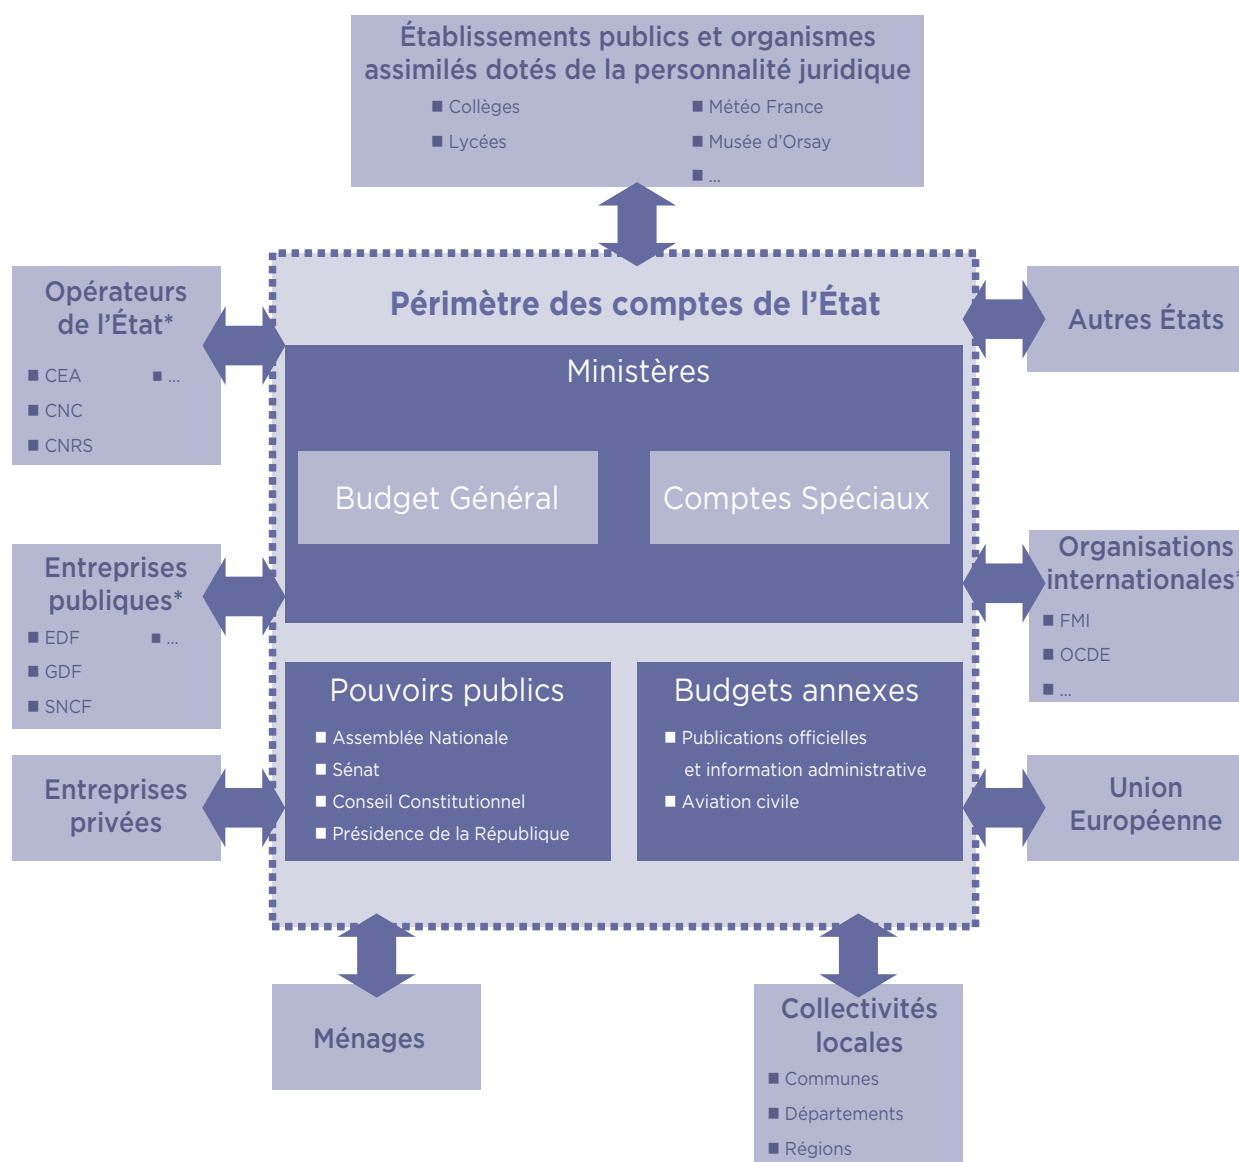 Établissements publics et organismes
assimilés dotés de la personnalité juridique
■ Collèges
■ Lycées
■ Météo France
■ Musée d'Orsay
■ ...
Opérateurs
de l'État*
■ CEA
■ CNC
■ CNRS
■ ...
Périmètre des comptes de l'État
Autres États
Ministères
Budget Général
Comptes Spéciaux
Entreprises
publiques*
■ EDF
■ GDF
■ SNCF
■ ...
Organisations
internationales*
■ FMI
■ OCDE
■ ...
Pouvoirs publics
■ Assemblée Nationale
■ Sénat
■ Conseil Constitutionnel
■ Présidence de la République
Budgets annexes
■ Publications officielles
et information administrative
■ Aviation civile
Entreprises
privées
Union
Européenne
Ménages
Collectivités
locales
■ Communes
■ Départements
■ Régions